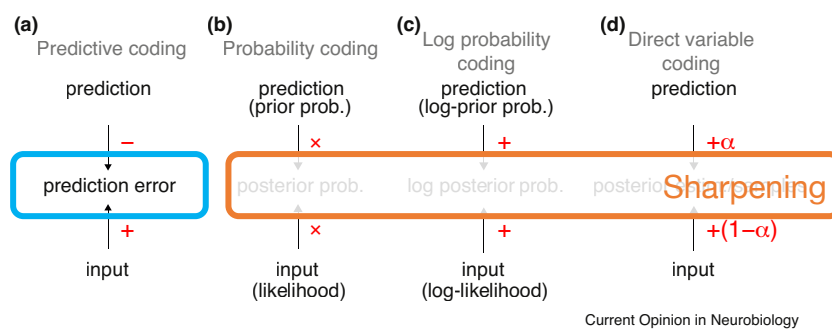 (a)
Predictive coding
prediction
−
prediction error
+
input
(b)
Probability coding
prediction
(prior prob.)
×
posterior prob.
×
input
(likelihood)
(c)
Log probability
coding
prediction
(log-prior prob.)
+
log posterior prob.
+
input
(log-likelihood)
(d)
Direct variable
coding
prediction
+α
posterior
Sharpening
+(1−α)
input
Current Opinion in Neurobiology